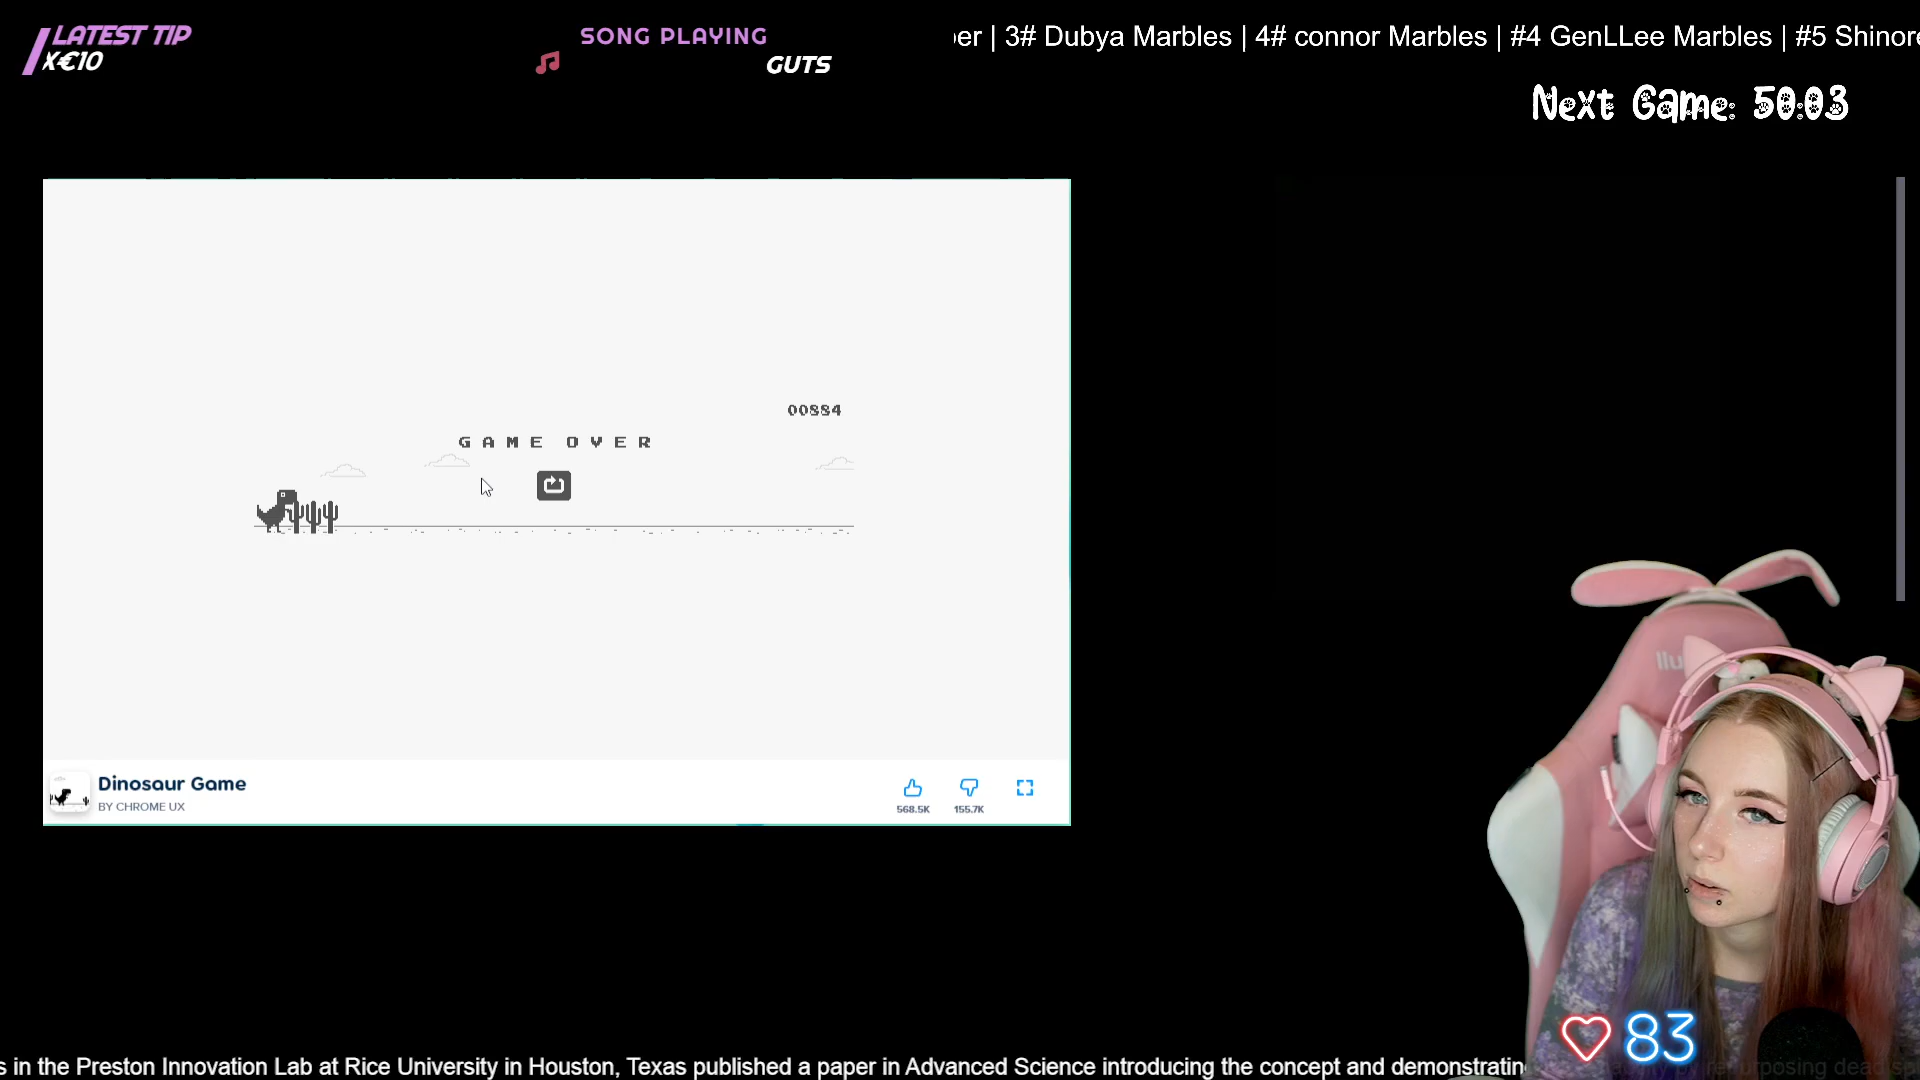 LATEST TIP
X€10
SONG PLAYING
GUTS
er | 3# Dubya Marbles | 4# connor Marbles | #4 GenLLee Marbles | #5 Shinor
Next Game: 50:03
00884
GAME OVER
Dinosaur Game
BY CHROME UX
568.5K
155.7K
llu
83
s in the Preston Innovation Lab at Rice University in Houston, Texas published a paper in Advanced Science introducing the concept and demonstrating